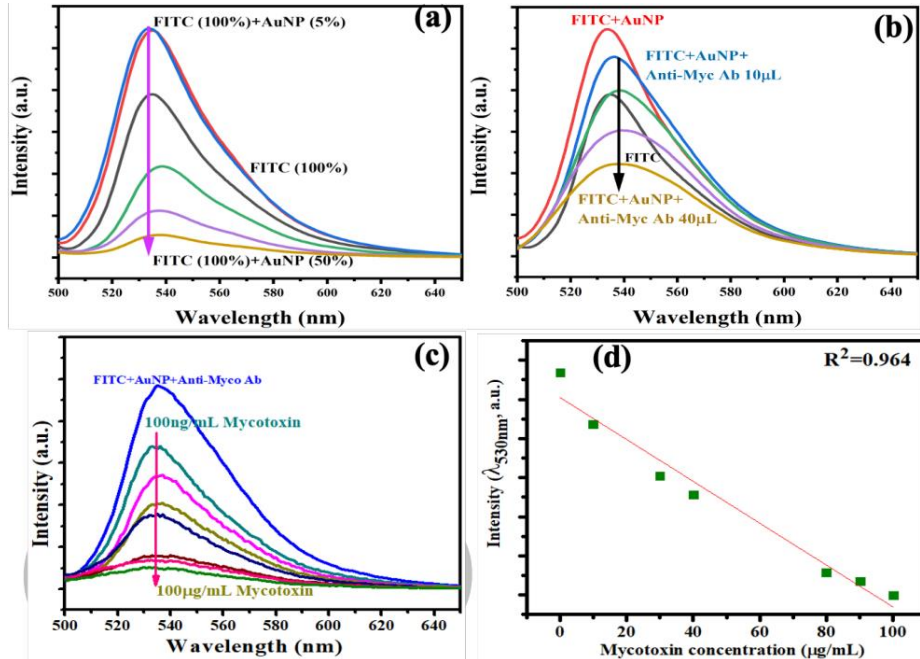 (a)
FITC (100%)+AuNP (5%)
FITC (100%)
FITC (100%)+AuNP (50%)
Intensity (a.u.)
500 520 540 560 580 600 620 640
Wavelength (nm)
(b)
FITC+AuNP
FITC+AuNP+
Anti-Myc Ab 10μL
FITC
FITC+AuNP+
Anti-Myc Ab 40μL
Intensity (a.u.)
500 520 540 560 580 600 620 640
Wavelength (nm)
(c)
FITC+AuNP+Anti-Myco Ab
100ng/mL Mycotoxin
100μg/mL Mycotoxin
Intensity (a.u.)
500 520 540 560 580 600 620 640
Wavelength (nm)
(d)
R²=0.964
Intensity (λ530nm, a.u.)
0 20 40 60 80 100
Mycotoxin concentration (μg/mL)